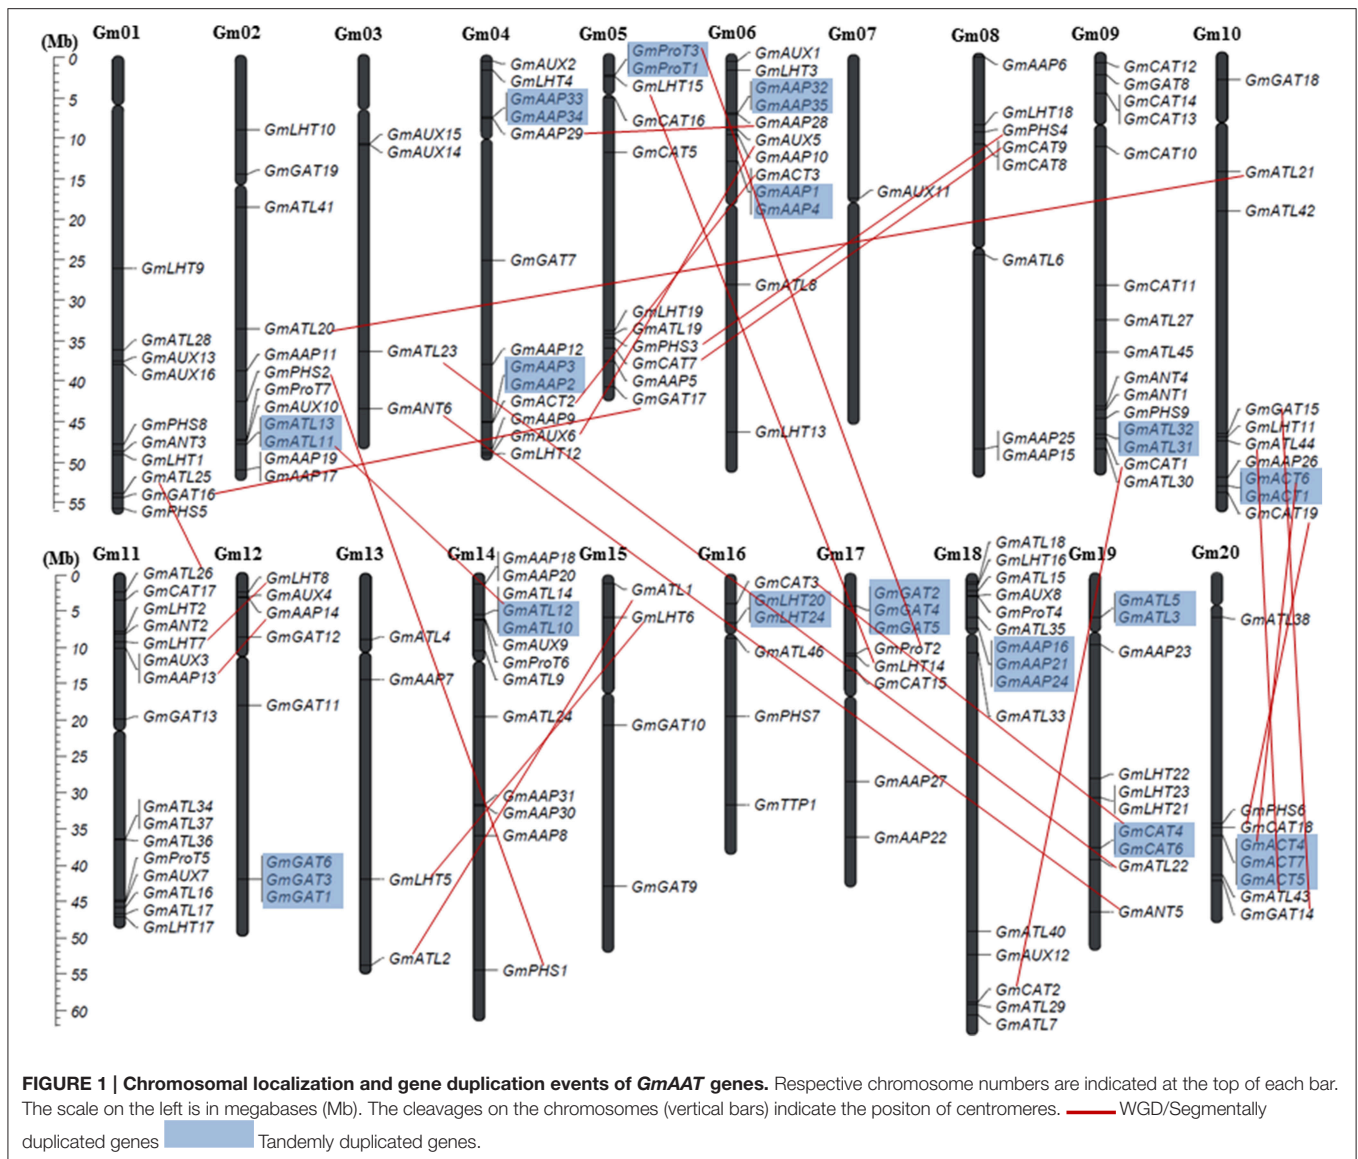 Gm01 Gm02 Gm03 Gm04 Gm05 Gm06 Gm07 Gm08 Gm09 Gm10
(Mb)
0
5
10
15
20
25
30
35
40
45
50
55
GmLHT9
GmATL28
GmAUX13
GmAUX16
GmPHS8
GmANT3
GmLHT1
GmATL25
GmGAT16
GmPHS5
GmLHT10
GmGAT19
GmATL41
GmATL20
GmAAP11
GmPHS2
GmProT7
GmAUX10
GmATL13
GmATL11
GmAAP19
GmAAP17
GmAUX15
GmAUX14
GmATL23
GmANT6
GmAUX2
GmLHT4
GmAAP33
GmAAP34
GmAAP29
GmGAT7
GmAAP12
GmAAP3
GmAAP2
GmACT2
GmAAP9
GmAUX6
GmLHT12
GmProT3
GmProT1
GmLHT15
GmCAT16
GmCAT5
GmLHT19
GmATL19
GmPHS3
GmCAT7
GmAAP5
GmGAT17
GmAUX1
GmLHT3
GmAAP32
GmAAP35
GmAAP28
GmAUX5
GmAAP10
GmACT3
GmAAP1
GmAAP4
GmATL8
GmLHT13
GmAUX11
GmAAP6
GmLHT18
GmPHS4
GmCAT9
GmCAT8
GmATL6
GmAAP25
GmAAP15
GmCAT12
GmGAT8
GmCAT14
GmCAT13
GmCAT10
GmCAT11
GmATL27
GmATL45
GmANT4
GmANT1
GmPHS9
GmATL32
GmATL31
GmCAT1
GmATL30
GmGAT18
GmATL21
GmATL42
GmGAT15
GmLHT11
GmATL44
GmAAP26
GmACT6
GmACT1
GmCAT19
Gm11 Gm12 Gm13 Gm14 Gm15 Gm16 Gm17 Gm18 Gm19 Gm20
(Mb)
0
5
10
15
20
25
30
35
40
45
50
55
60
GmATL26
GmCAT17
GmLHT2
GmANT2
GmLHT7
GmAUX3
GmAAP13
GmGAT13
GmATL34
GmATL37
GmATL36
GmProT5
GmAUX7
GmATL16
GmATL17
GmLHT17
GmLHT8
GmAUX4
GmAAP14
GmGAT12
GmGAT11
GmGAT6
GmGAT3
GmGAT1
GmATL4
GmAAP7
GmLHT5
GmATL2
GmAAP18
GmAAP20
GmATL14
GmATL12
GmATL10
GmAUX9
GmProT6
GmATL9
GmATL24
GmAAP31
GmAAP30
GmAAP8
GmPHS1
GmATL1
GmLHT6
GmGAT10
GmGAT9
GmCAT3
GmLHT20
GmLHT24
GmATL46
GmPHS7
GmTTP1
GmGAT2
GmGAT4
GmGAT5
GmProT2
GmLHT14
GmCAT15
GmAAP27
GmAAP22
GmATL18
GmLHT16
GmATL15
GmAUX8
GmProT4
GmATL35
GmAAP16
GmAAP21
GmAAP24
GmATL33
GmATL40
GmAUX12
GmCAT2
GmATL29
GmATL7
GmATL5
GmATL3
GmAAP23
GmLHT22
GmLHT23
GmLHT21
GmCAT4
GmCAT6
GmATL22
GmANT5
GmATL38
GmPHS6
GmCAT18
GmACT4
GmACT7
GmACT5
GmATL43
GmGAT14
FIGURE 1 | Chromosomal localization and gene duplication events of GmAAT genes. Respective chromosome numbers are indicated at the top of each bar.
The scale on the left is in megabases (Mb). The cleavages on the chromosomes (vertical bars) indicate the positon of centromeres. WGD/Segmentally
duplicated genes Tandemly duplicated genes.